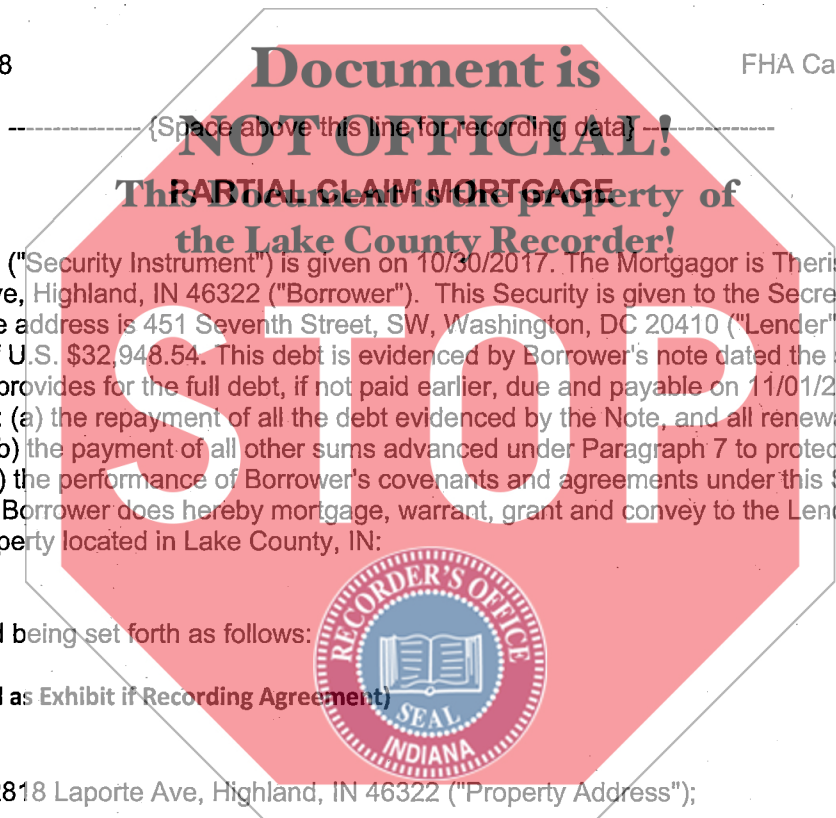 8 FHA Ca
Document is
{Space above this line for recording data}
NOT OFFICIAL!
PARTIAL CLAIM MORTGAGE
This Document is the property of
the Lake County Recorder!
("Security Instrument") is given on 10/30/2017. The Mortgagor is Theris
ve, Highland, IN 46322 ("Borrower"). This Security is given to the Secre
e address is 451 Seventh Street, SW, Washington, DC 20410 ("Lender"
f U.S. $32,948.54. This debt is evidenced by Borrower's note dated the
provides for the full debt, if not paid earlier, due and payable on 11/01/2
: (a) the repayment of all the debt evidenced by the Note, and all renewa
b) the payment of all other sums advanced under Paragraph 7 to protec
) the performance of Borrower's covenants and agreements under this S
Borrower does hereby mortgage, warrant, grant and convey to the Lend
perty located in Lake County, IN:
STOP
d being set forth as follows:
d as Exhibit if Recording Agreement)
RECORDER'S OFFICE
SEAL
INDIANA
2818 Laporte Ave, Highland, IN 46322 ("Property Address");